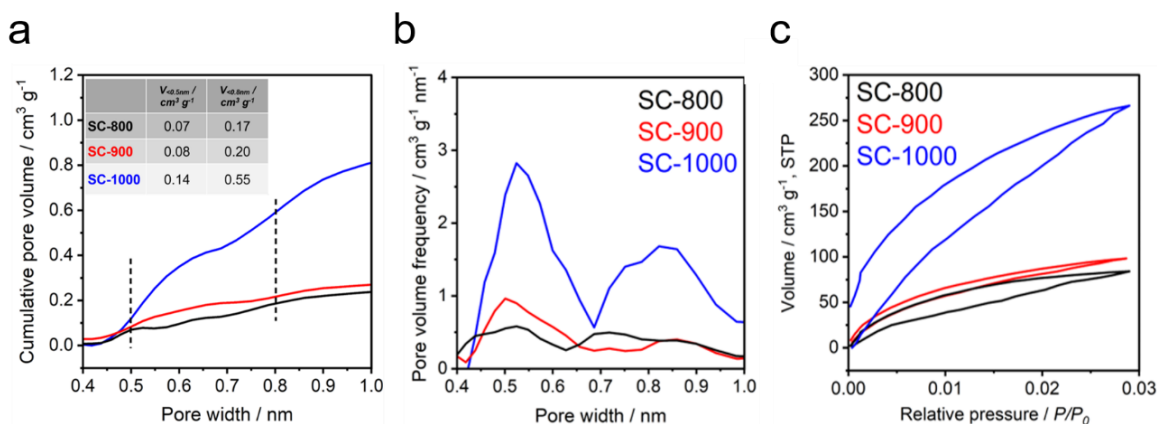 a
Cumulative pore volume / cm³ g⁻¹
1.2
1.0
0.8
0.6
0.4
0.2
0.0
V<0.5nm / V<0.8nm /
cm³ g⁻¹ cm³ g⁻¹
SC-800 0.07 0.17
SC-900 0.08 0.20
SC-1000 0.14 0.55
0.4 0.5 0.6 0.7 0.8 0.9 1.0
Pore width / nm
b
Pore volume frequency / cm³ g⁻¹ nm⁻¹
4
3
2
1
0
SC-800
SC-900
SC-1000
0.4 0.5 0.6 0.7 0.8 0.9 1.0
Pore width / nm
c
Volume / cm³ g⁻¹, STP
300
250
200
150
100
50
0
SC-800
SC-900
SC-1000
0.00 0.01 0.02 0.03
Relative pressure / P/P₀